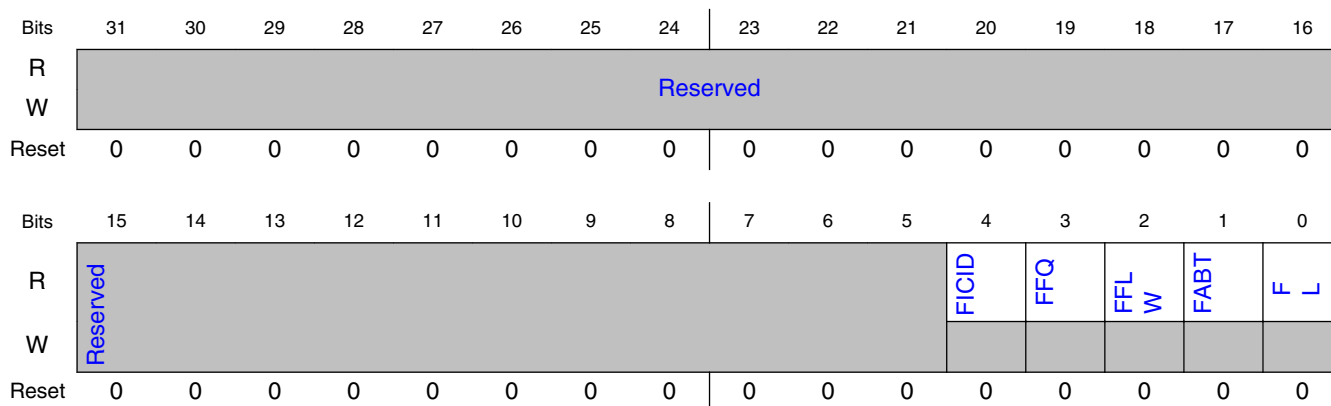 Bits 31 30 29 28 27 26 25 24 23 22 21 20 19 18 17 16
R
Reserved
W
Reset 0 0 0 0 0 0 0 0 0 0 0 0 0 0 0 0
Bits 15 14 13 12 11 10 9 8 7 6 5 4 3 2 1 0
R
Reserved
FICID
FFQ
FFL
W
FABT
F
L
W
Reset 0 0 0 0 0 0 0 0 0 0 0 0 0 0 0 0